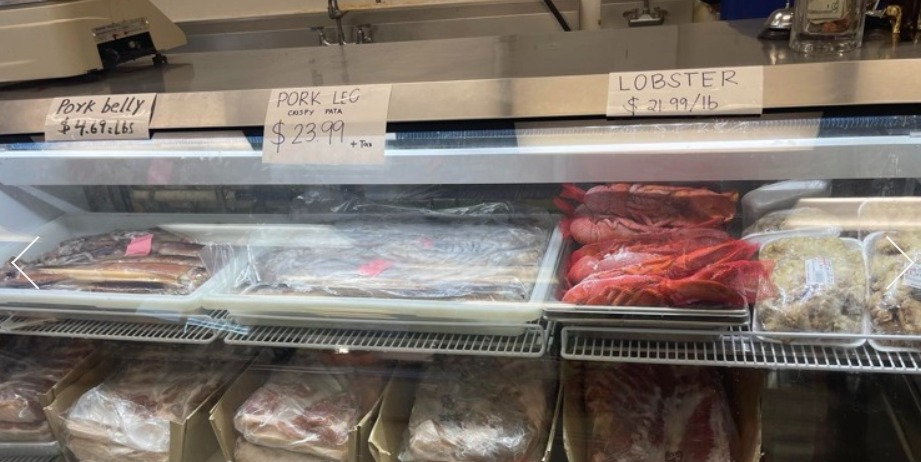 Pork belly
$4.69=Lbs
PORK LEG
CRISPY PATA
$23.99
+ Tax
LOBSTER
$21.99/lb